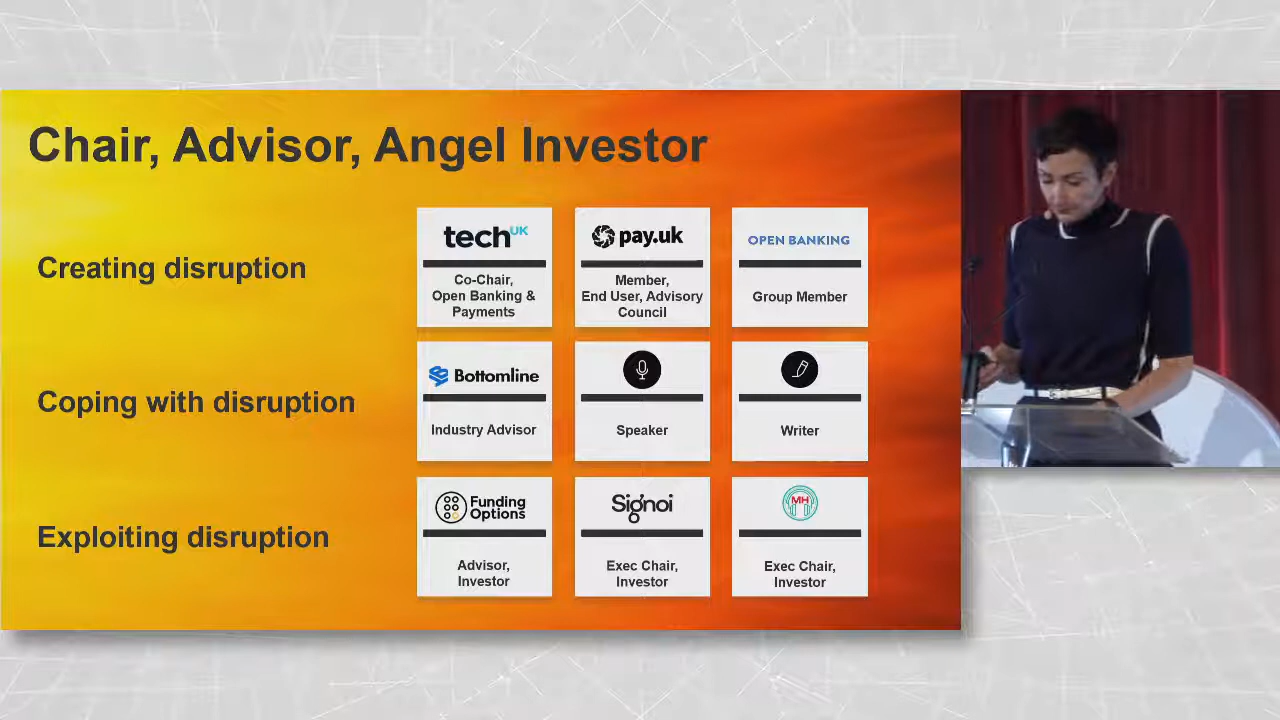 Chair, Advisor, Angel Investor
Creating disruption
techUK
Co-Chair,
Open Banking &
Payments
pay.uk
Member,
End User, Advisory
Council
OPEN BANKING
Group Member
Coping with disruption
Bottomline
Industry Advisor
Speaker
Writer
Exploiting disruption
Funding
Options
Advisor,
Investor
Signoi
Exec Chair,
Investor
MH
Exec Chair,
Investor